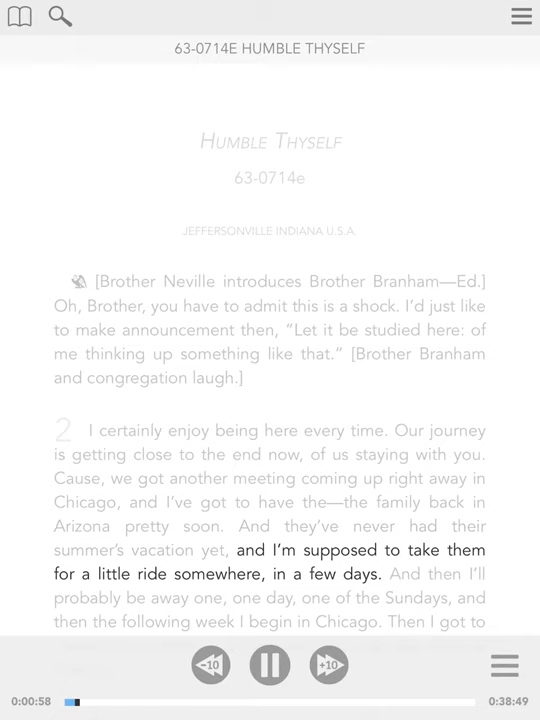 63-0714E HUMBLE THYSELF
HUMBLE THYSELF
63-0714e
JEFFERSONVILLE INDIANA U.S.A.
[Brother Neville introduces Brother Branham—Ed.]
Oh, Brother, you have to admit this is a shock. I’d just like
to make announcement then, “Let it be studied here: of
me thinking up something like that.” [Brother Branham
and congregation laugh.]
2 I certainly enjoy being here every time. Our journey
is getting close to the end now, of us staying with you.
Cause, we got another meeting coming up right away in
Chicago, and I’ve got to have the—the family back in
Arizona pretty soon. And they’ve never had their
summer’s vacation yet, and I’m supposed to take them
for a little ride somewhere, in a few days. And then I’ll
probably be away one, one day, one of the Sundays, and
then the following week I begin in Chicago. Then I got to
-10 +10
0:00:58 0:38:49